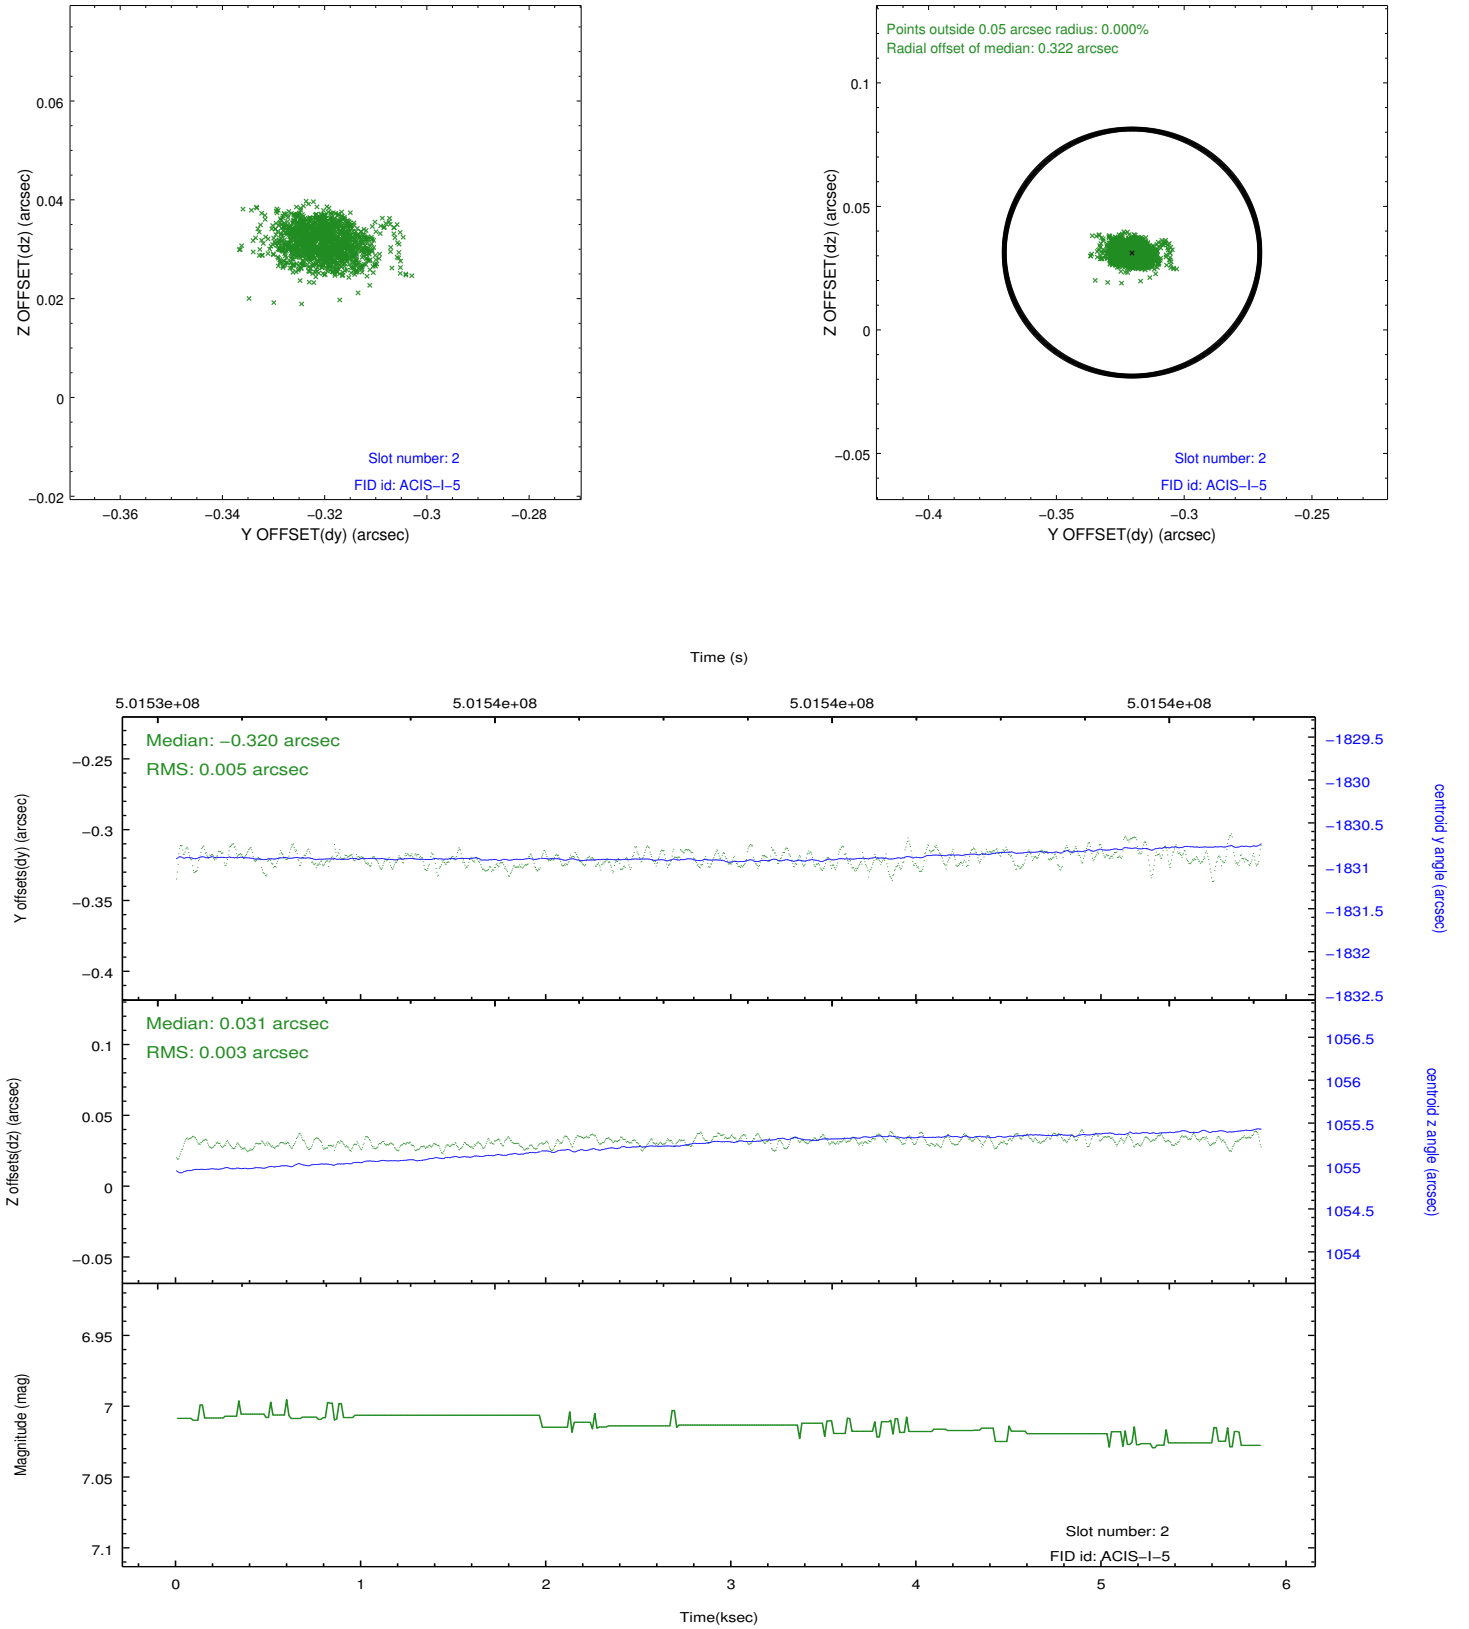 0.06
0.04
0.02
0
−0.02
Z OFFSET(dz) (arcsec)
Slot number: 2
FID id: ACIS−I−5
−0.36
−0.34
−0.32
−0.3
−0.28
Y OFFSET(dy) (arcsec)
Points outside 0.05 arcsec radius: 0.000%
Radial offset of median: 0.322 arcsec
0.1
0.05
0
−0.05
Z OFFSET(dz) (arcsec)
Slot number: 2
FID id: ACIS−I−5
−0.4
−0.35
−0.3
−0.25
Y OFFSET(dy) (arcsec)
Time (s)
5.0153e+08
5.0154e+08
5.0154e+08
5.0154e+08
Median: −0.320 arcsec
RMS: 0.005 arcsec
−0.25
−0.3
−0.35
−0.4
Y offsets(dy) (arcsec)
−1829.5
−1830
−1830.5
−1831
−1831.5
−1832
−1832.5
centroid y angle (arcsec)
Median: 0.031 arcsec
RMS: 0.003 arcsec
0.1
0.05
0
−0.05
Z offsets(dz) (arcsec)
1056.5
1056
1055.5
1055
1054.5
1054
centroid z angle (arcsec)
6.95
7
7.05
7.1
Magnitude (mag)
Slot number: 2
FID id: ACIS−I−5
0
1
2
3
4
5
6
Time(ksec)